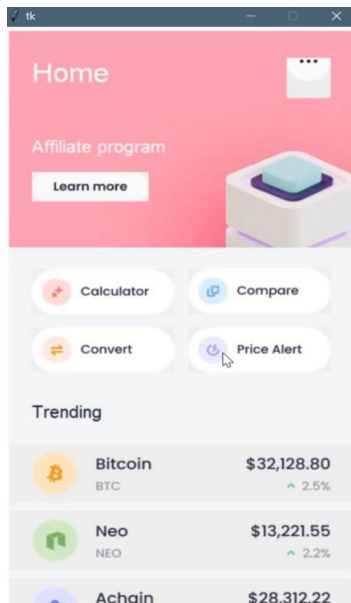 tk
Home
Affiliate program
Learn more
Calculator
Compare
Convert
Price Alert
Trending
Bitcoin $32,128.80
BTC 2.5%
Neo $13,221.55
NEO 2.2%
Achain $28,312.22